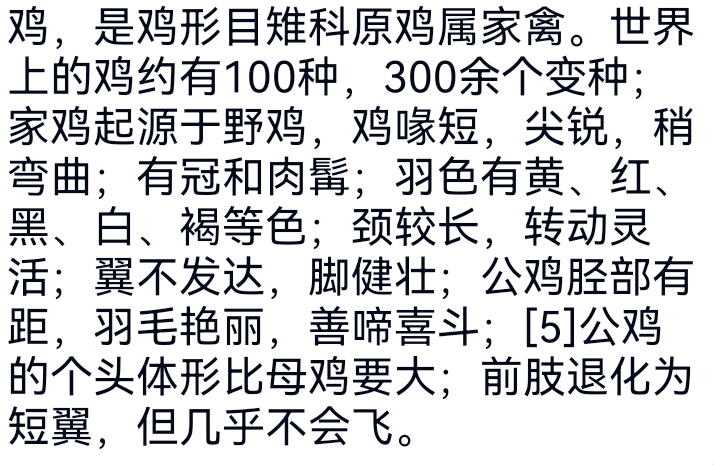 鸡，是鸡形目雉科原鸡属家禽。世界
上的鸡约有100种，300余个变种；
家鸡起源于野鸡，鸡喙短，尖锐，稍
弯曲；有冠和肉髯；羽色有黄、红、
黑、白、褐等色；颈较长，转动灵
活；翼不发达，脚健壮；公鸡胫部有
距，羽毛艳丽，善啼喜斗；[5]公鸡
的个头体形比母鸡要大；前肢退化为
短翼，但几乎不会飞。